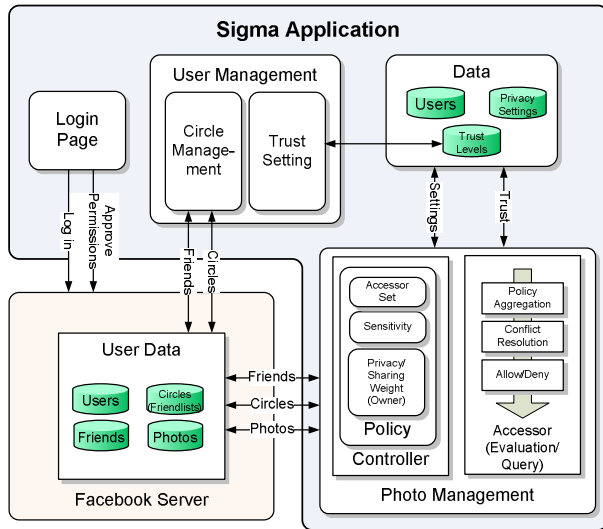 Sigma Application
User Management
Data
Login
Page
Circle
Manage-
ment
Trust
Setting
Users
Privacy
Settings
Trust
Levels
Log in
Approve
Permissions
Friends
Circles
Settings
Trust
User Data
Users
Circles
(Friendlists)
Friends
Photos
Facebook Server
Friends
Circles
Photos
Accessor
Set
Sensitivity
Privacy/
Sharing
Weight
(Owner)
Policy
Controller
Policy
Aggregation
Conflict
Resolution
Allow/Deny
Accessor
(Evaluation/
Query)
Photo Management